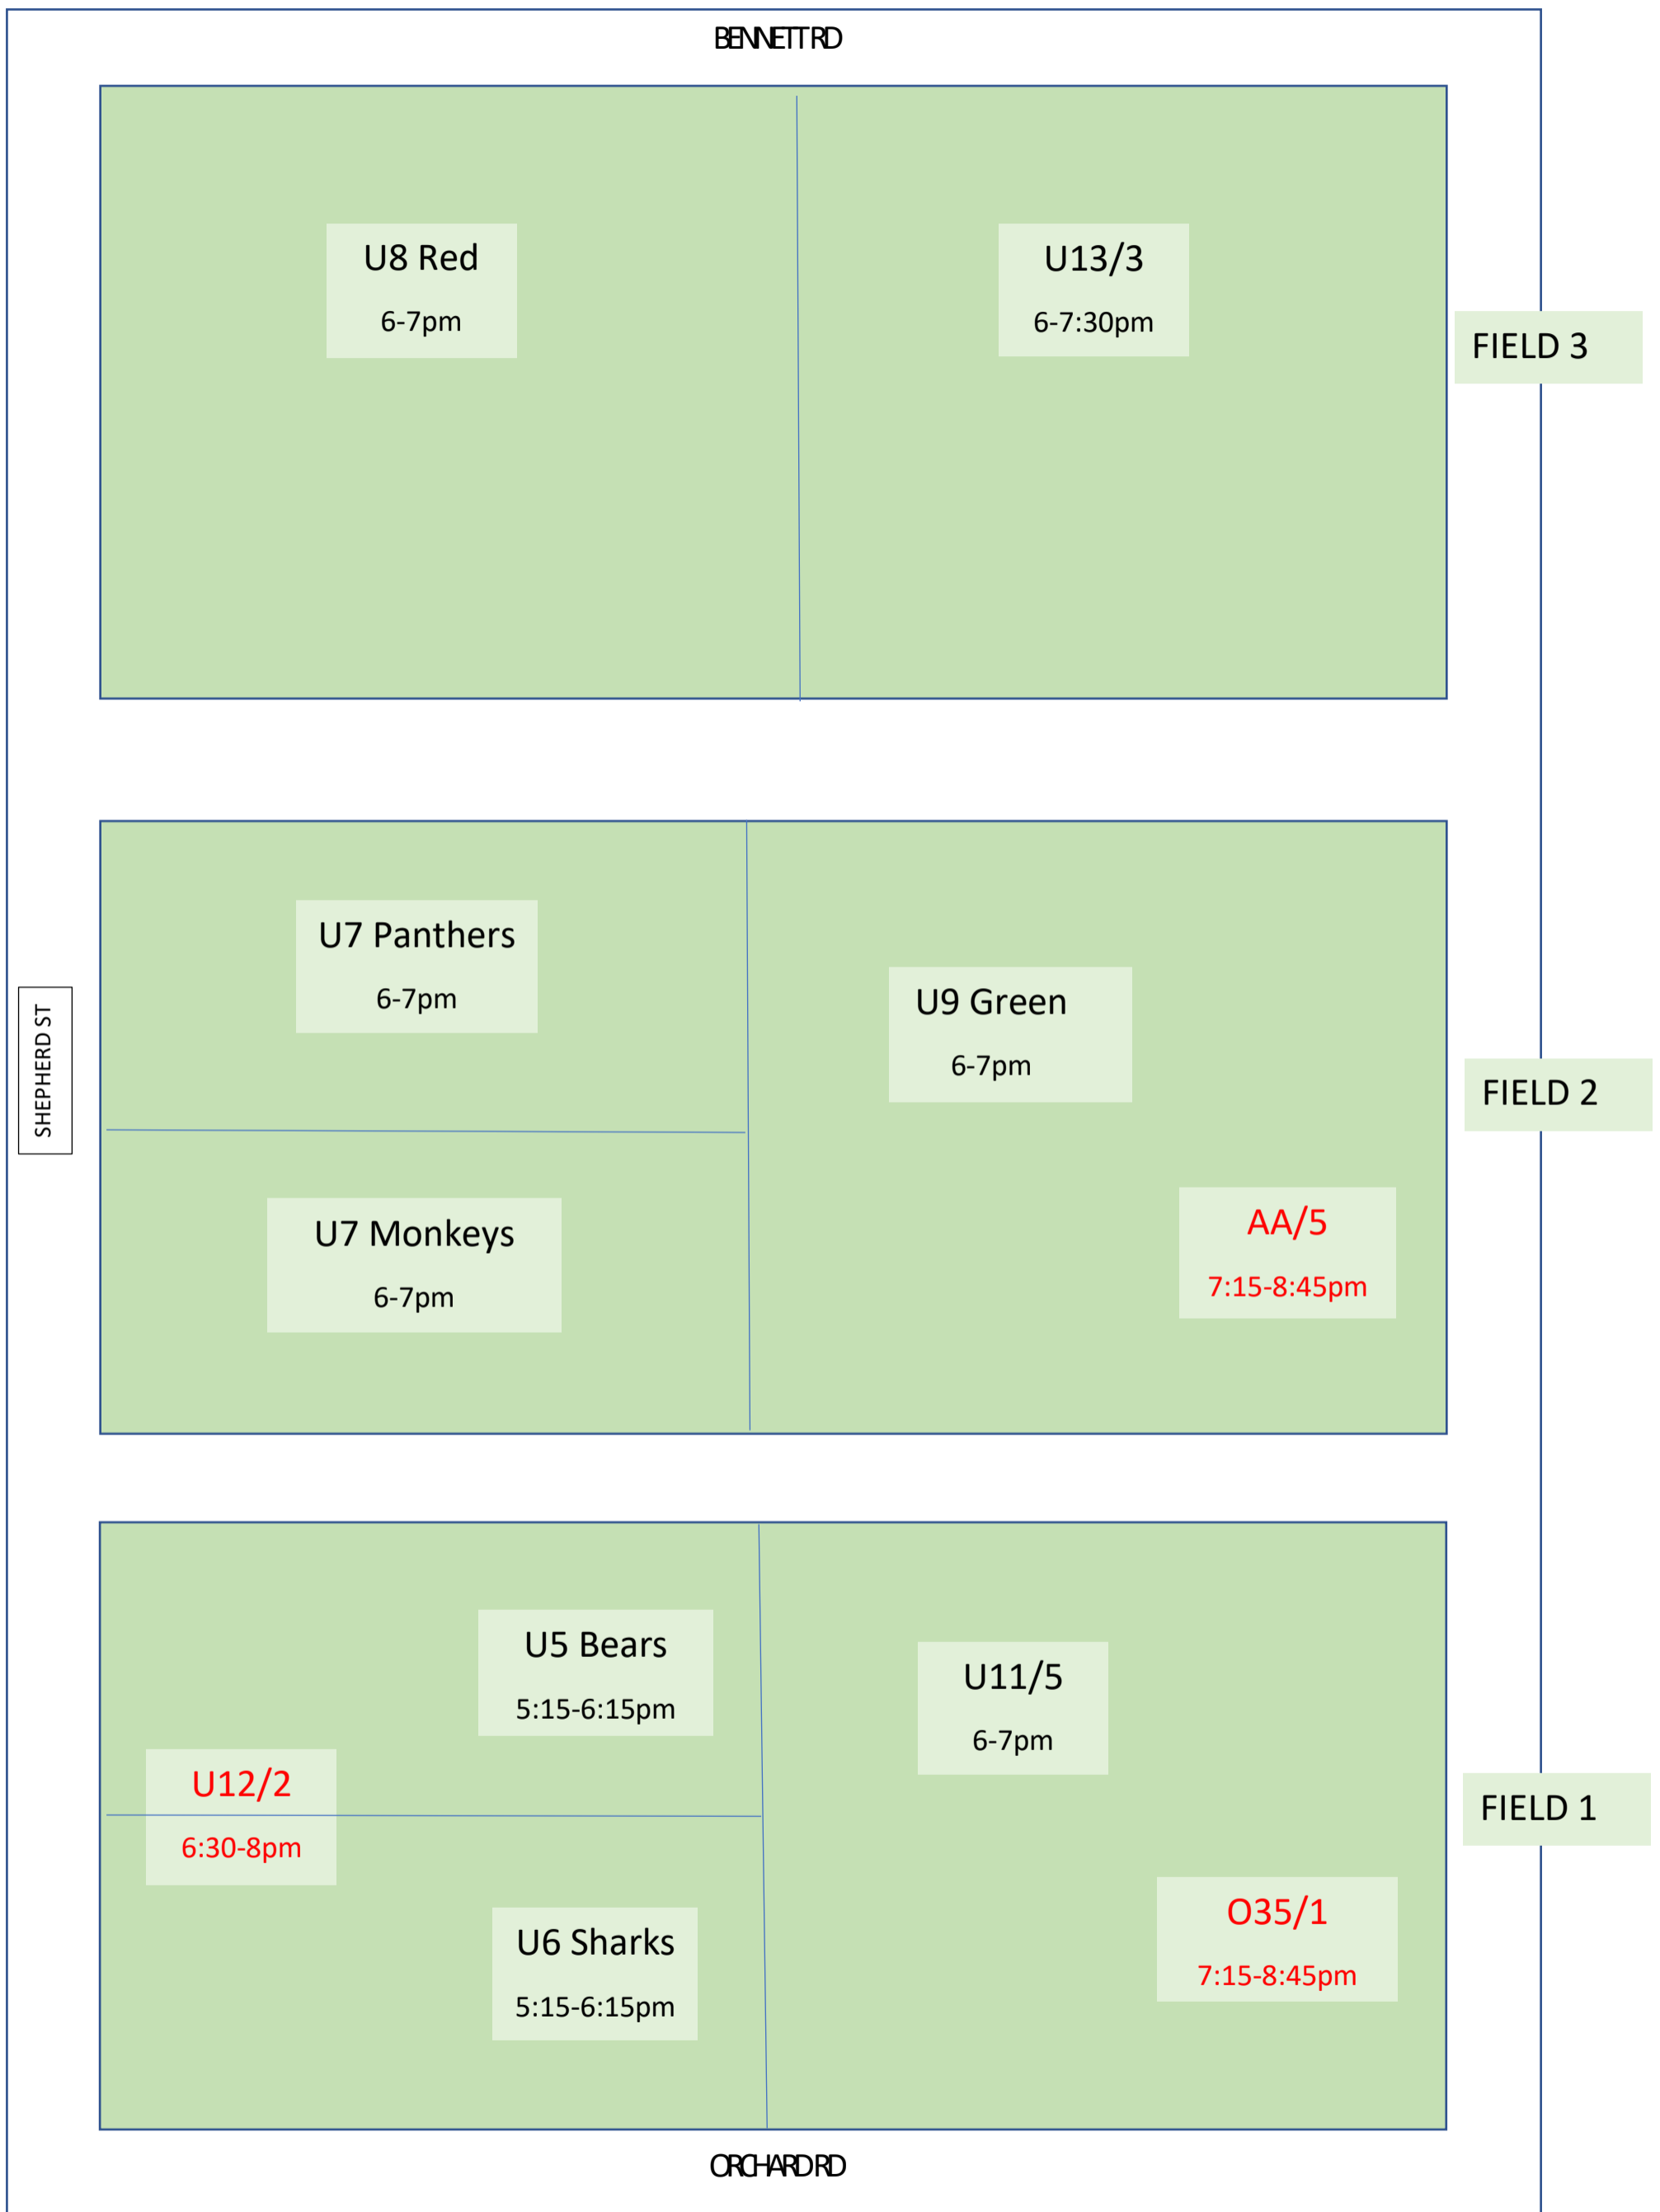 BENNETT RD
U8 Red
6-7pm
U13/3
6-7:30pm
FIELD 3
U7 Panthers
6-7pm
U9 Green
6-7pm
SHEPHERD ST
FIELD 2
U7 Monkeys
6-7pm
AA/5
7:15-8:45pm
U5 Bears
5:15-6:15pm
U11/5
6-7pm
U12/2
6:30-8pm
FIELD 1
U6 Sharks
5:15-6:15pm
O35/1
7:15-8:45pm
ORCHARD RD